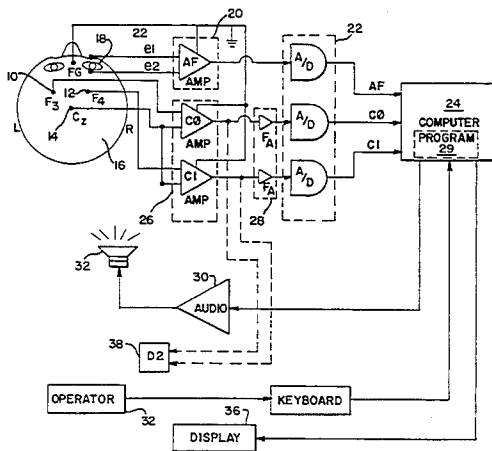 20
22
22
e1
18
e2
FG
AF
AMP
A/D
AF
10
12
F3
F4
14
Cz
L
R
16
CØ
AMP
FA
A/D
CØ
24
COMPUTER
PROGRAM
29
C1
AMP
FA
A/D
C1
26
28
32
30
AUDIO
38
D2
OPERATOR
32
KEYBOARD
36
DISPLAY